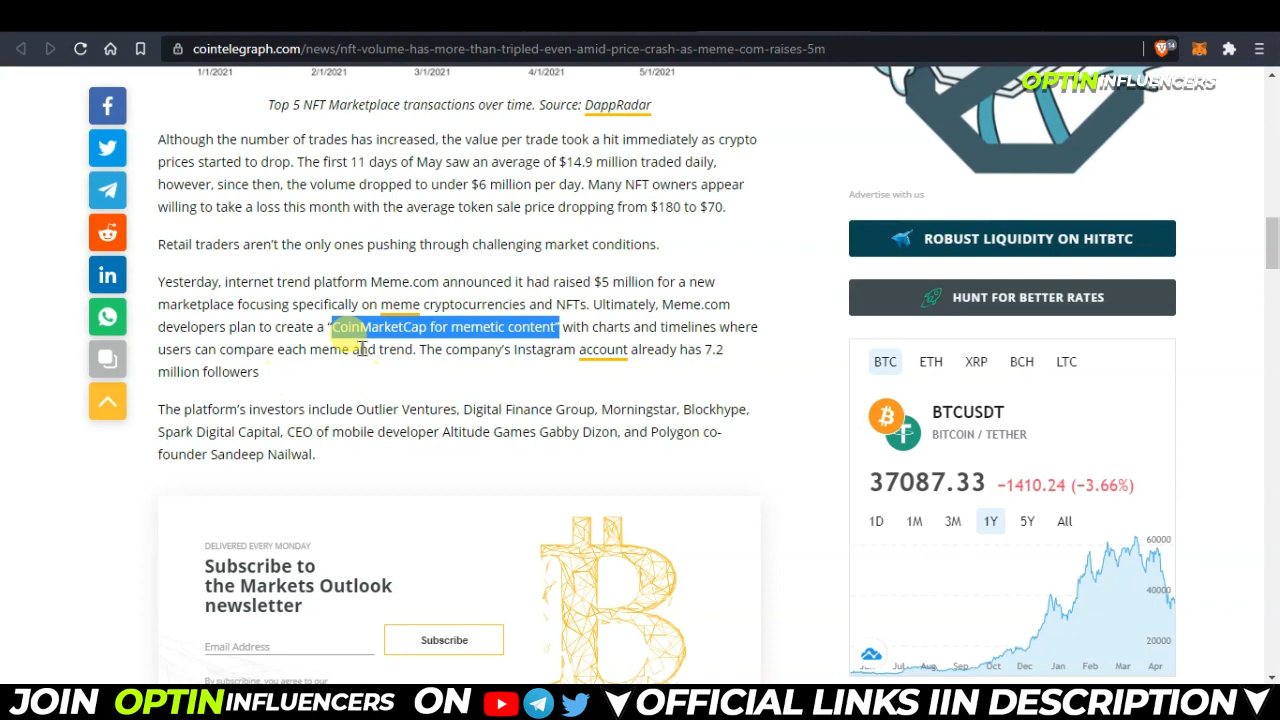 cointelegraph.com/news/nft-volume-has-more-than-tripled-even-amid-price-crash-as-meme-com-raises-5m
14
OPTIN INFLUENCERS
1/1/2021 2/1/2021 3/1/2021 4/1/2021 5/1/2021
Top 5 NFT Marketplace transactions over time. Source: DappRadar
Although the number of trades has increased, the value per trade took a hit immediately as crypto
prices started to drop. The first 11 days of May saw an average of $14.9 million traded daily,
however, since then, the volume dropped to under $6 million per day. Many NFT owners appear
willing to take a loss this month with the average token sale price dropping from $180 to $70.
Retail traders aren't the only ones pushing through challenging market conditions.
Yesterday, internet trend platform Meme.com announced it had raised $5 million for a new
marketplace focusing specifically on meme cryptocurrencies and NFTs. Ultimately, Meme.com
developers plan to create a “CoinMarketCap for memetic content” with charts and timelines where
users can compare each meme and trend. The company's Instagram account already has 7.2
million followers
The platform's investors include Outlier Ventures, Digital Finance Group, Morningstar, Blockhype,
Spark Digital Capital, CEO of mobile developer Altitude Games Gabby Dizon, and Polygon co-
founder Sandeep Nailwal.
DELIVERED EVERY MONDAY
Subscribe to
the Markets Outlook
newsletter
Email Address
Subscribe
By subscribing, you agree to our
Advertise with us
ROBUST LIQUIDITY ON HITBTC
HUNT FOR BETTER RATES
BTC ETH XRP BCH LTC
BTCUSDT
BITCOIN / TETHER
37087.33 −1410.24 (−3.66%)
1D 1M 3M 1Y 5Y All
60000
40000
20000
Jul Aug Sep Oct Dec Jan Feb Mar Apr
JOIN OPTIN INFLUENCERS ON OFFICIAL LINKS IIN DESCRIPTION